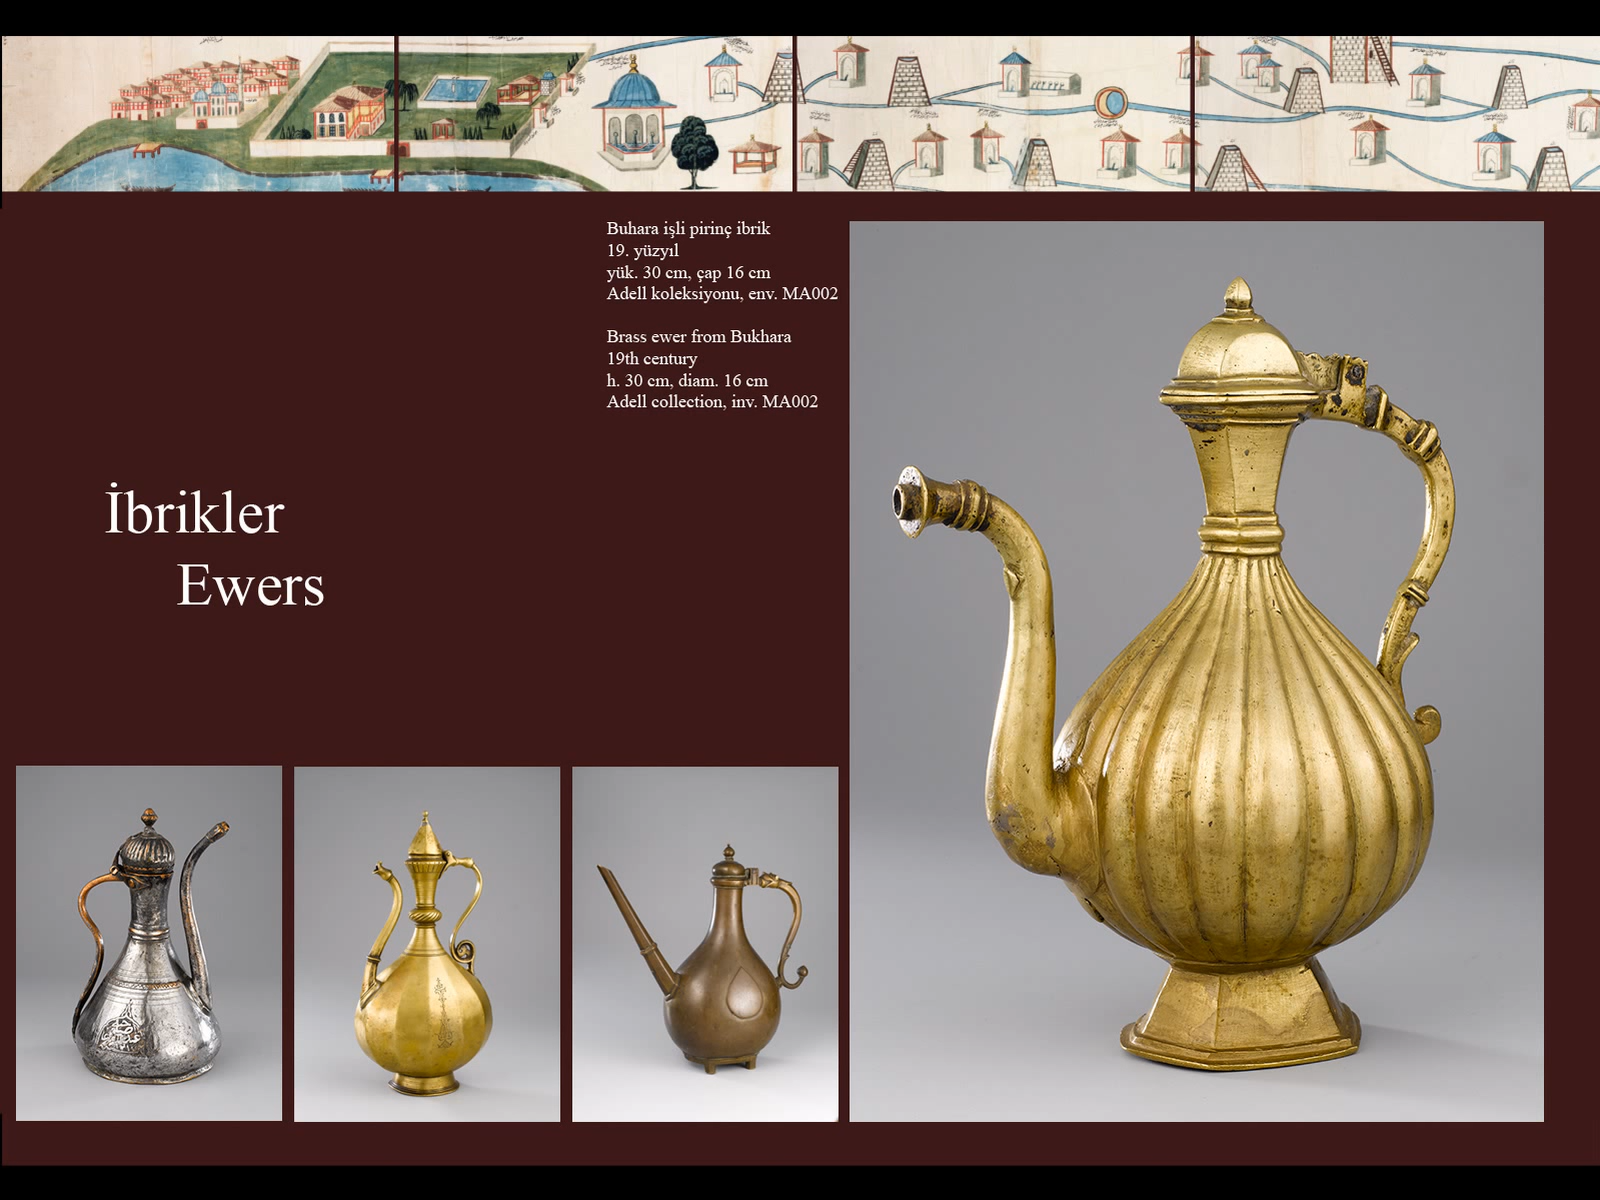 Buhara işli pirinç ibrik
19. yüzyıl
yük. 30 cm, çap 16 cm
Adell koleksiyonu, env. MA002
Brass ewer from Bukhara
19th century
h. 30 cm, diam. 16 cm
Adell collection, inv. MA002
İbrikler
Ewers